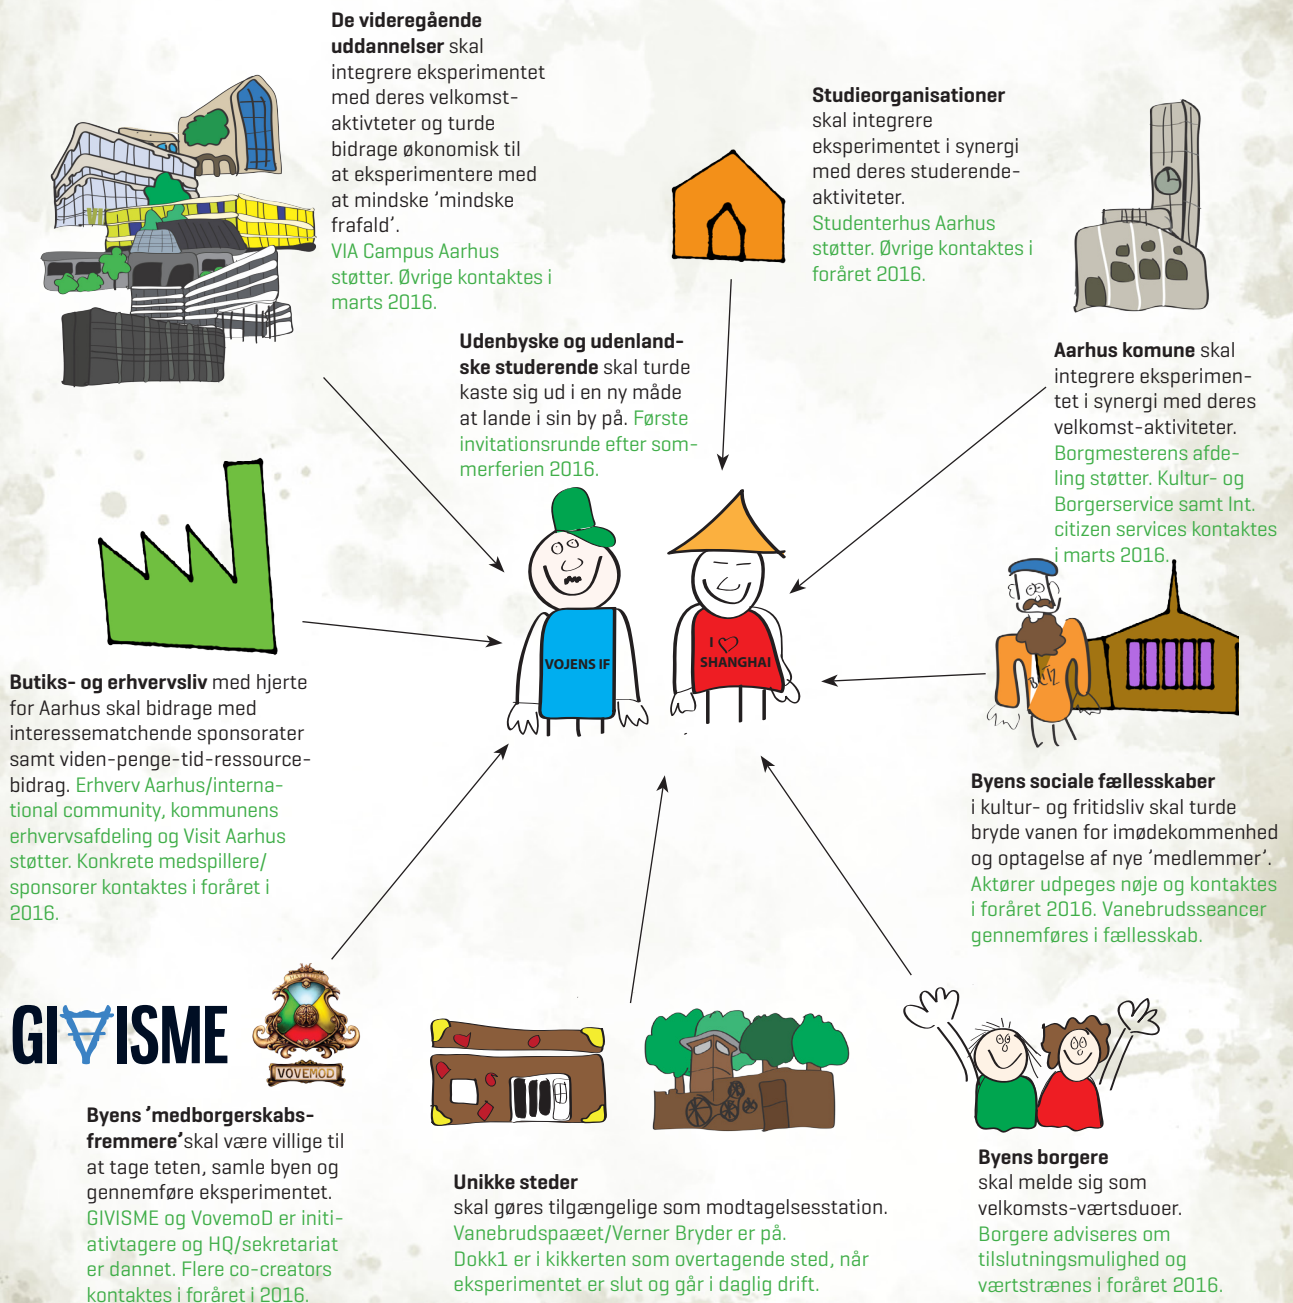 De videregående
uddannelser skal
integrere eksperimentet
med deres velkomst-
aktivteter og turde
bidrage økonomisk til
at eksperimentere med
at mindske ’mindske
frafald’.
VIA Campus Aarhus
støtter. Øvrige kontaktes i
marts 2016.
VI
Studieorganisationer
skal integrere
eksperimentet i synergi
med deres studerende-
aktiviteter.
Studenterhus Aarhus
støtter. Øvrige kontaktes i
foråret 2016.
Udenbyske og udenland-
ske studerende skal turde
kaste sig ud i en ny måde
at lande i sin by på. Første
invitationsrunde efter som-
merferien 2016.
Aarhus komune skal
integrere eksperimen-
tet i synergi med deres
velkomst-aktiviteter.
Borgmesterens afde-
ling støtter. Kultur- og
Borgerservice samt Int.
citizen services kontaktes
i marts 2016.
VOJENS IF
I
SHANGHAI
Butiks- og erhvervsliv med hjerte
for Aarhus skal bidrage med
interessematchende sponsorater
samt viden-penge-tid-ressource-
bidrag. Erhverv Aarhus/interna-
tional community, kommunens
erhvervsafdeling og Visit Aarhus
støtter. Konkrete medspillere/
sponsorer kontaktes i foråret i
2016.
Byens sociale fællesskaber
i kultur- og fritidsliv skal turde
bryde vanen for imødekommenhed
og optagelse af nye ’medlemmer’.
Aktører udpeges nøje og kontaktes
i foråret 2016. Vanebrudsseancer
gennemføres i fællesskab.
GIVISME
VOVEMOD
Byens ’medborgerskabs-
fremmere’skal være villige til
at tage teten, samle byen og
gennemføre eksperimentet.
GIVISME og VovemoD er initi-
ativtagere og HQ/sekretariat
er dannet. Flere co-creators
kontaktes i foråret i 2016.
Unikke steder
skal gøres tilgængelige som modtagelsesstation.
Vanebrudspaæet/Verner Bryder er på.
Dokk1 er i kikkerten som overtagende sted, når
eksperimentet er slut og går i daglig drift.
Byens borgere
skal melde sig som
velkomsts-værtsduoer.
Borgere adviseres om
tilslutningsmulighed og
værtstrænes i foråret 2016.